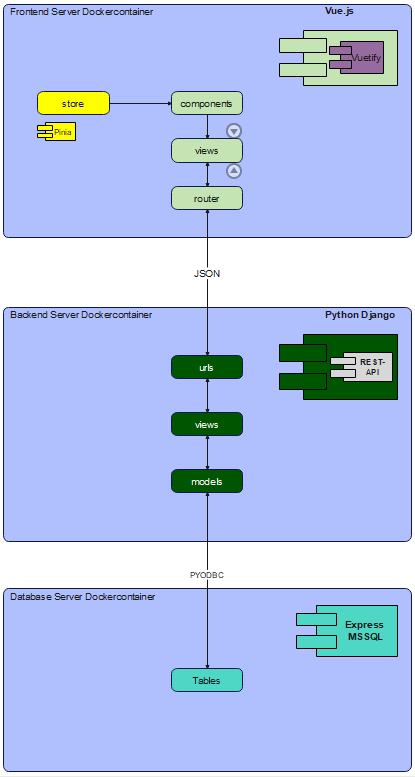 Frontend Server Dockercontainer
Vue.js
Vuetify
store
components
Pinia
views
router
JSON
Backend Server Dockercontainer
Python Django
REST-
API
urls
views
models
PYODBC
Database Server Dockercontainer
Express
MSSQL
Tables